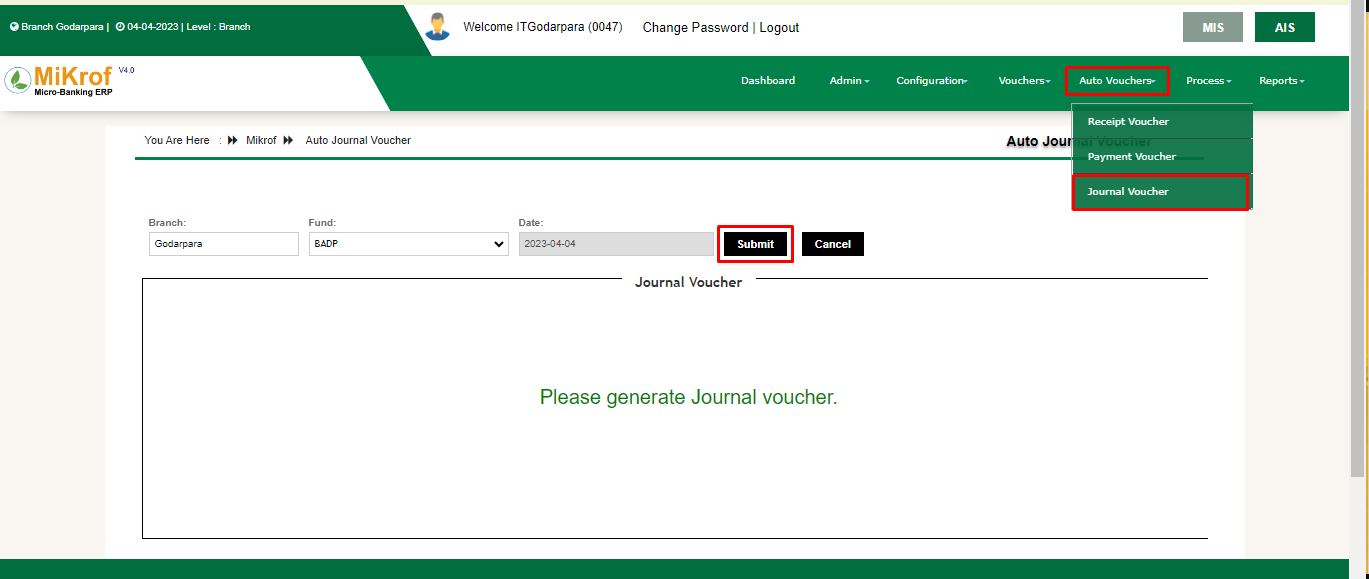 Branch Godarpara | 04-04-2023 | Level : Branch
Welcome ITGodarpara (0047) Change Password | Logout
MIS AIS
MiKrof V4.0
Micro-Banking ERP
Dashboard Admin Configuration Vouchers Auto Vouchers Process Reports
Receipt Voucher
Payment Voucher
Journal Voucher
You Are Here : Mikrof Auto Journal Voucher
Auto Journal Voucher
Branch: Fund: Date:
Godarpara BADP 2023-04-04 Submit Cancel
Journal Voucher
Please generate Journal voucher.